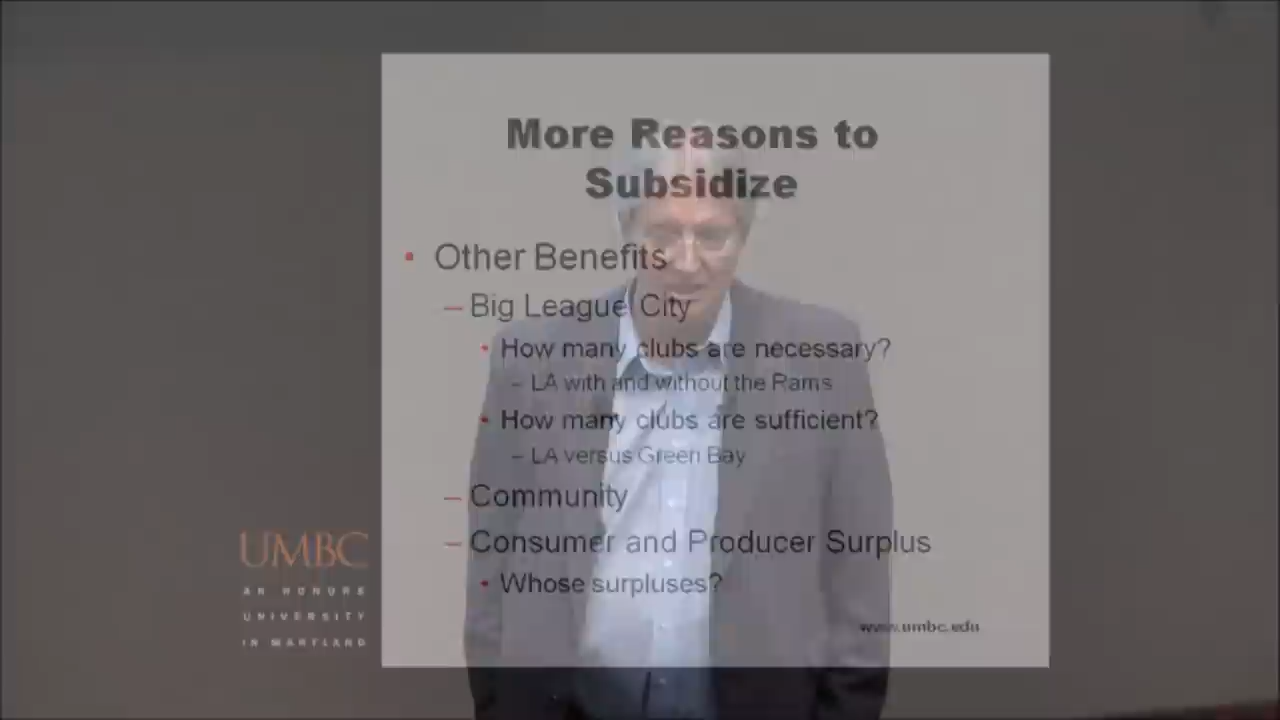 More Reasons to
Subsidize
• Other Benefits
– Big League City
• How many clubs are necessary?
– LA with and without the Rams
• How many clubs are sufficient?
– LA versus Green Bay
– Community
– Consumer and Producer Surplus
• Whose surpluses?
www.umbc.edu
UMBC
AN HONORS
UNIVERSITY
IN MARYLAND